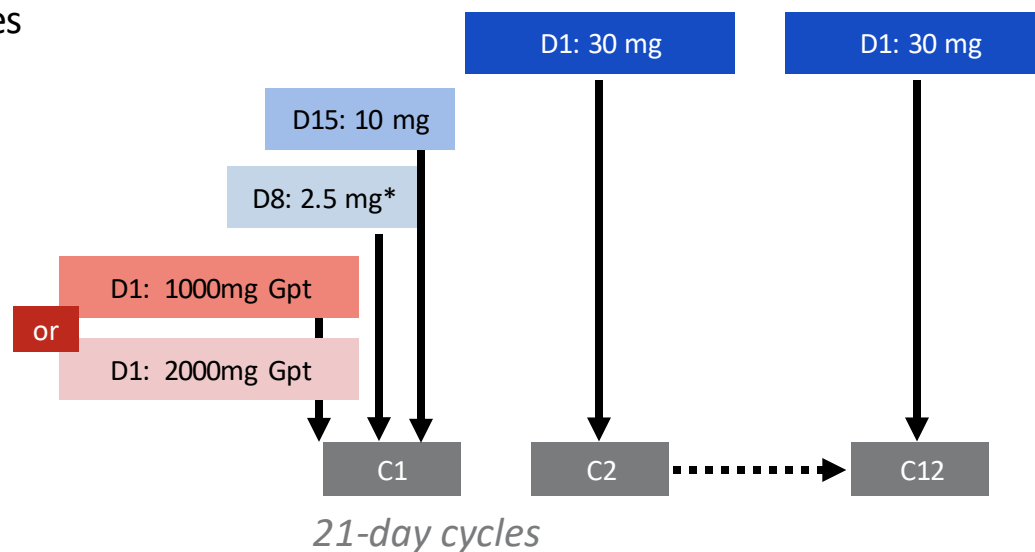 es
D1: 30 mg
D1: 30 mg
D15: 10 mg
D8: 2.5 mg*
D1: 1000mg Gpt
or
D1: 2000mg Gpt
C1
C2
C12
21-day cycles